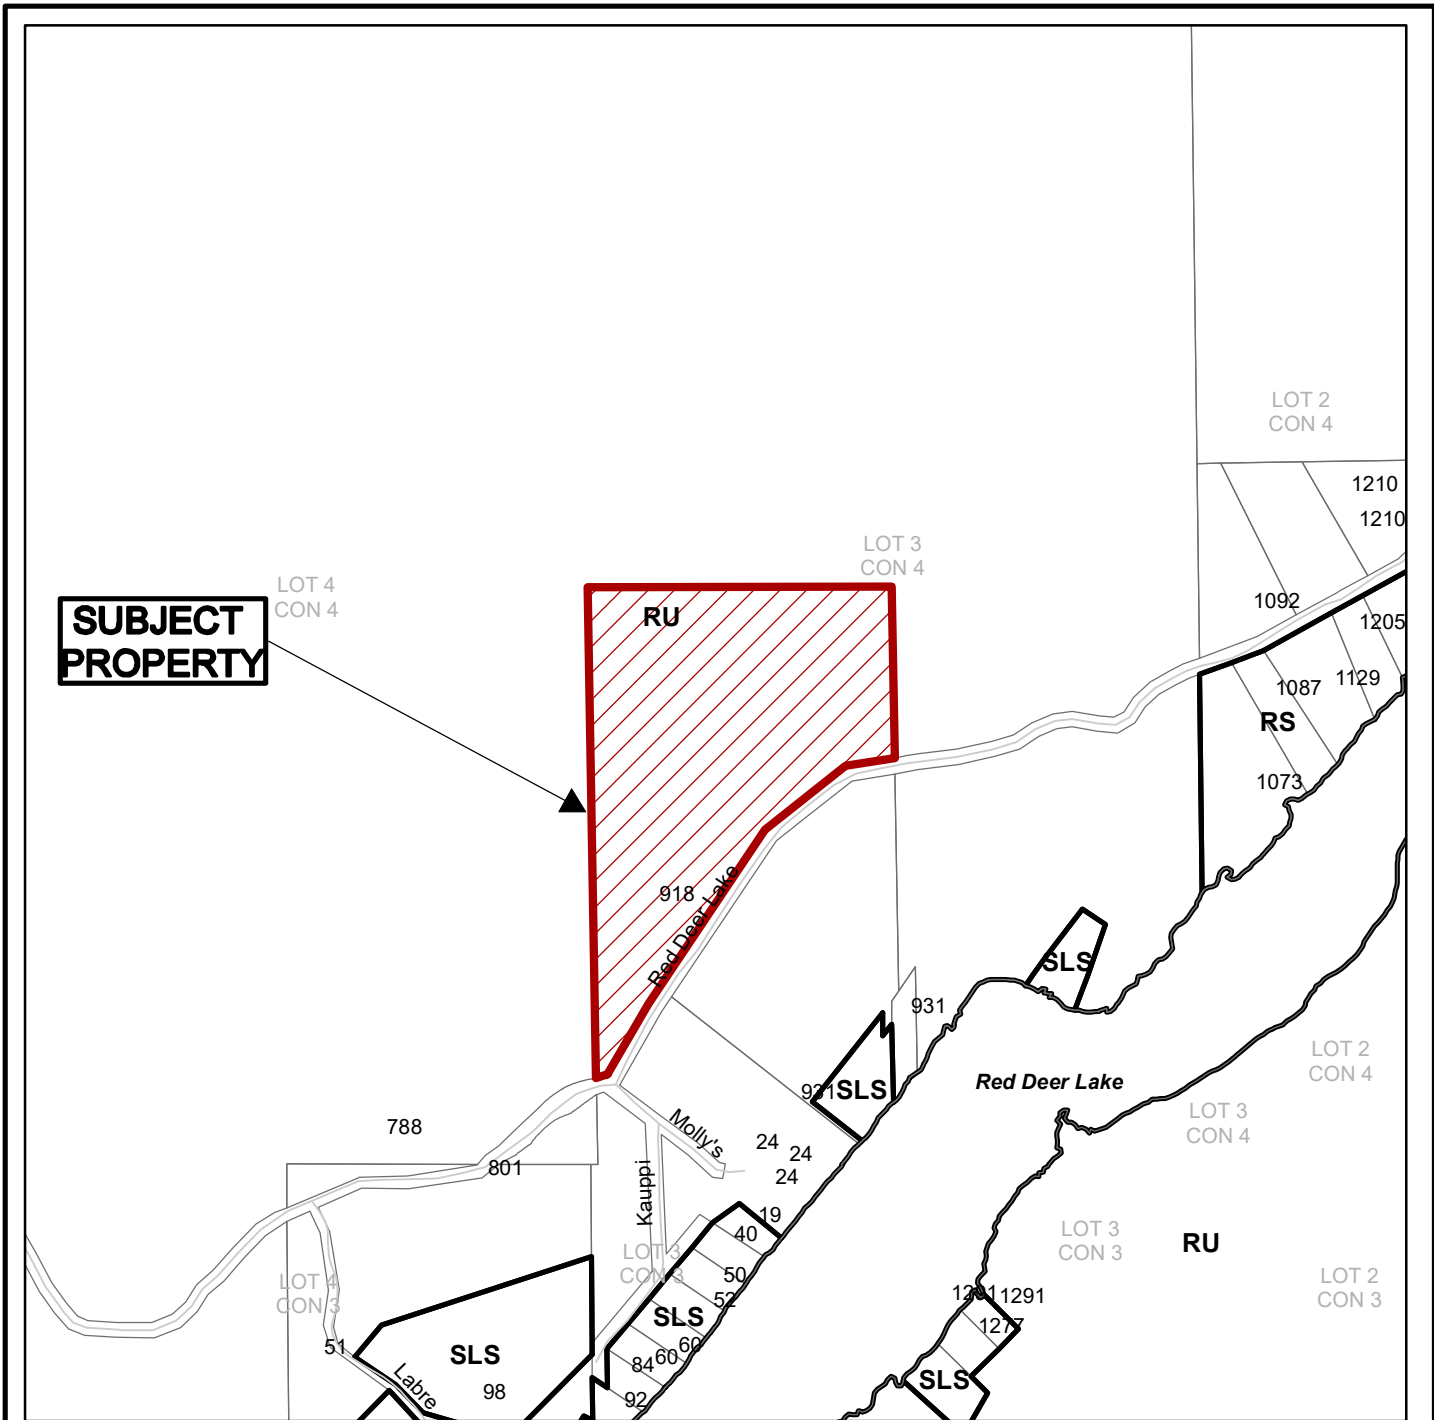 LOT 2
CON 4
1210
1210
LOT 3
CON 4
LOT 4
CON 4
SUBJECT
PROPERTY
RU
1092
1205
1129
1087
RS
1073
918
Red Deer Lake
SLS
931
931
SLS
Red Deer Lake
LOT 2
CON 4
LOT 3
CON 4
788
801
Molly's
24
24
24
Kauppi
19
40
LOT 3
CON 3
LOT 3
CON 3
RU
LOT 4
CON 3
50
52
LOT 2
CON 3
1291
1277
SLS
60
60
84
92
51
SLS
98
Labre
SLS